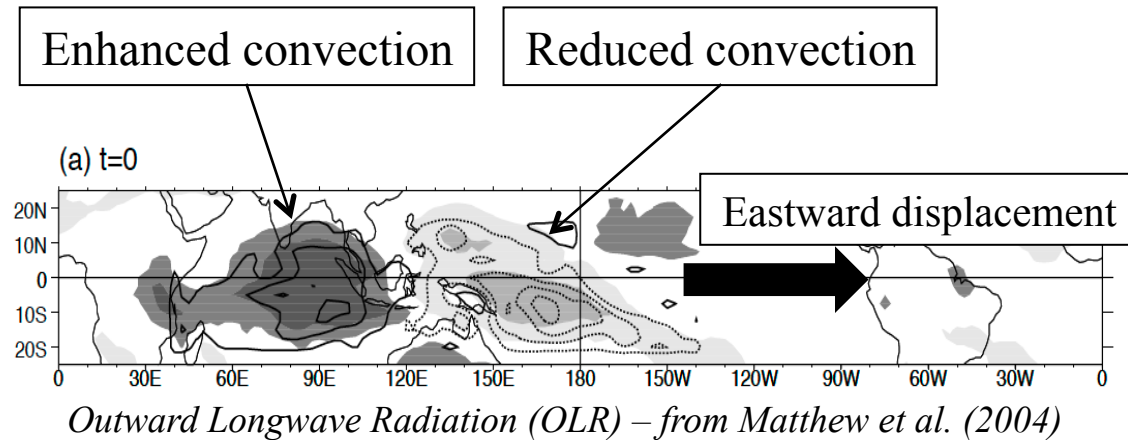 Enhanced convection
Reduced convection
(a) t=0
Eastward displacement
20N
10N
0
10S
20S
0 30E 60E 90E 120E 150E 180 150W 120W 90W 60W 30W 0
Outward Longwave Radiation (OLR) – from Matthew et al. (2004)